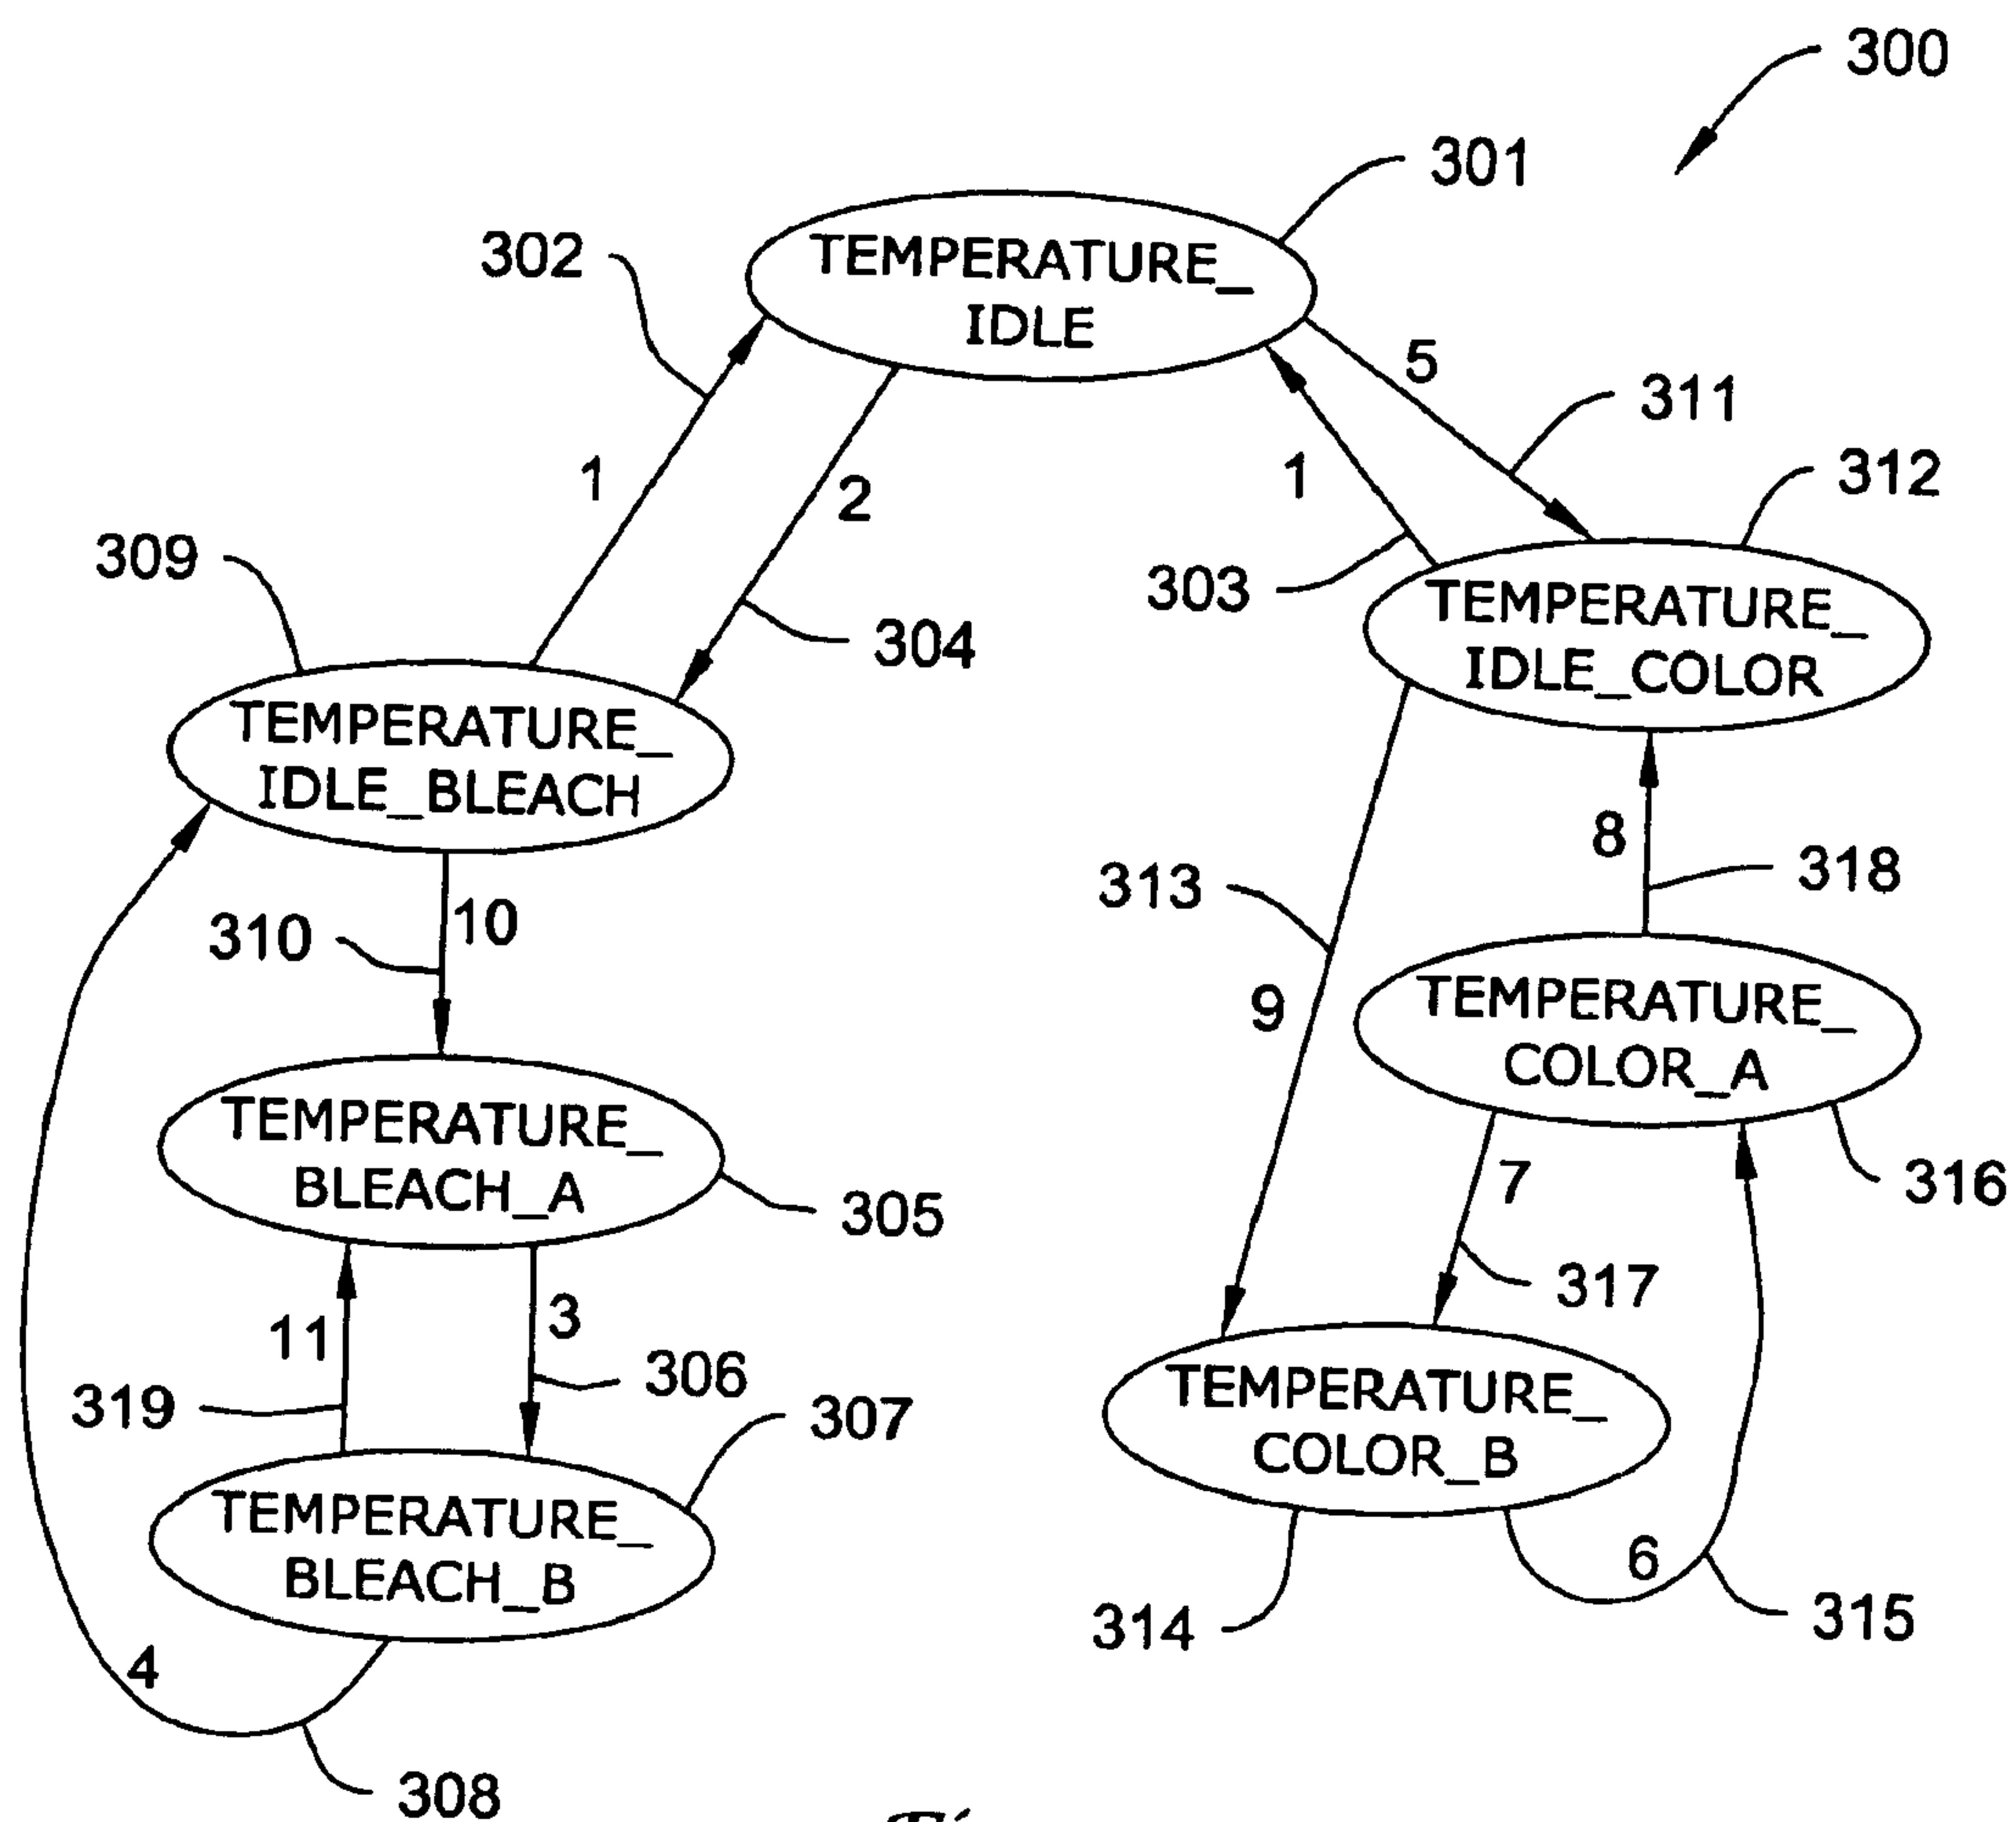 300
301
302
TEMPERATURE_
IDLE
5
311
1
2
1
312
309
303
304
TEMPERATURE_
IDLE_COLOR
TEMPERATURE_
IDLE_BLEACH
8
318
313
10
310
9
TEMPERATURE_
COLOR_A
TEMPERATURE_
BLEACH_A
7
316
305
317
11
3
306
319
307
TEMPERATURE_
COLOR_B
TEMPERATURE_
BLEACH_B
6
314
315
4
308